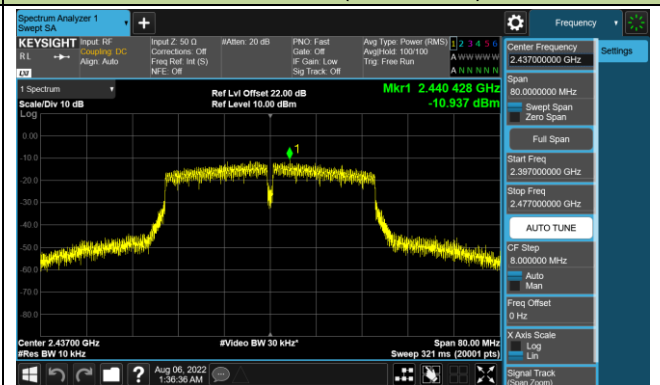 Spectrum Analyzer 1
Swept SA
Frequency
KEYSIGHT
RL
LXI
Input: RF
Coupling: DC
Align: Auto
Input Z: 50 Ω
Corrections: Off
Freq Ref: Int (S)
NFE: Off
#Atten: 20 dB
PNO: Fast
Gate: Off
IF Gain: Low
Sig Track: Off
Avg Type: Power (RMS)
Avg|Hold: 100/100
Trig: Free Run
1 2 3 4 5 6
A W W W W W
A N N N N N
1 Spectrum
Scale/Div 10 dB
Log
Ref Lvl Offset 22.00 dB
Ref Level 10.00 dBm
Mkr1 2.440 428 GHz
-10.937 dBm
0.00
-10.0
-20.0
-30.0
-40.0
-50.0
-60.0
-70.0
-80.0
1
Center 2.43700 GHz
#Res BW 10 kHz
#Video BW 30 kHz*
Span 80.00 MHz
Sweep 321 ms (20001 pts)
Aug 06, 2022
1:36:36 AM
Center Frequency
2.437000000 GHz
Settings
Span
80.0000000 MHz
Swept Span
Zero Span
Full Span
Start Freq
2.397000000 GHz
Stop Freq
2.477000000 GHz
AUTO TUNE
CF Step
8.000000 MHz
Auto
Man
Freq Offset
0 Hz
X Axis Scale
Log
Lin
Signal Track
(Span Zoom)